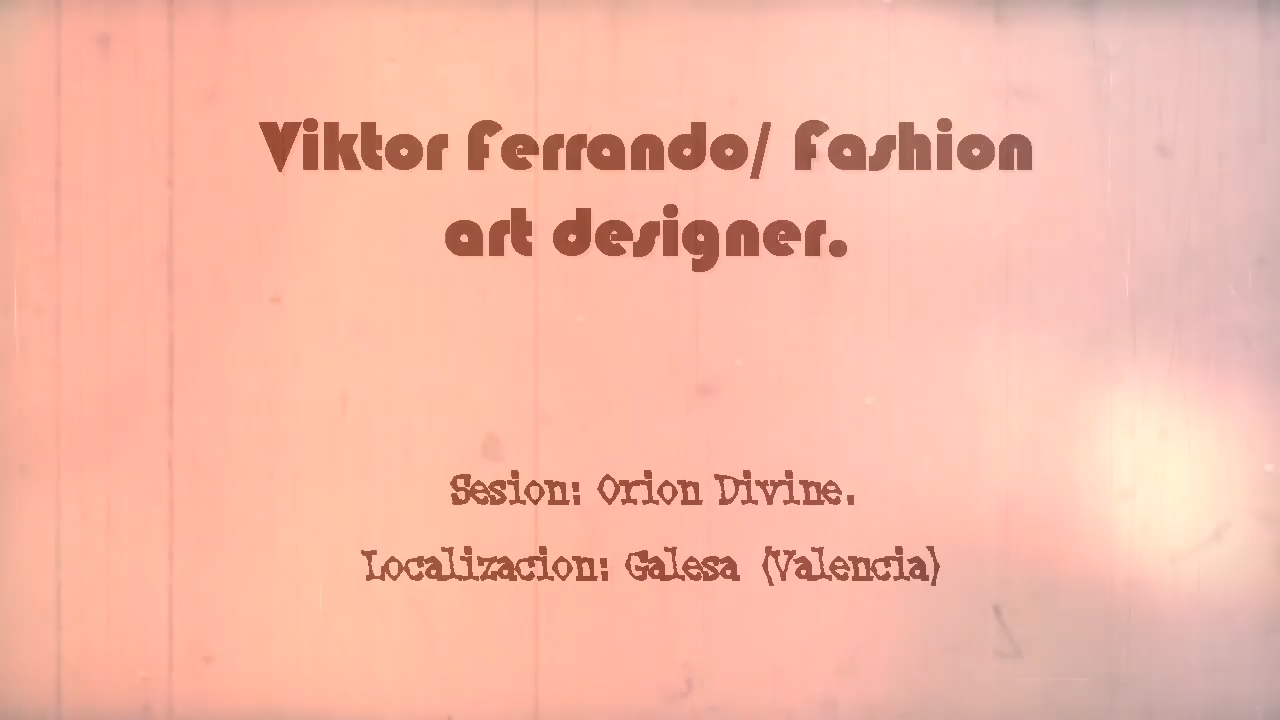 Viktor Ferrando/ Fashion
art designer.
Sesion: Orion Divine.
Localizacion: Galesa (Valencia)